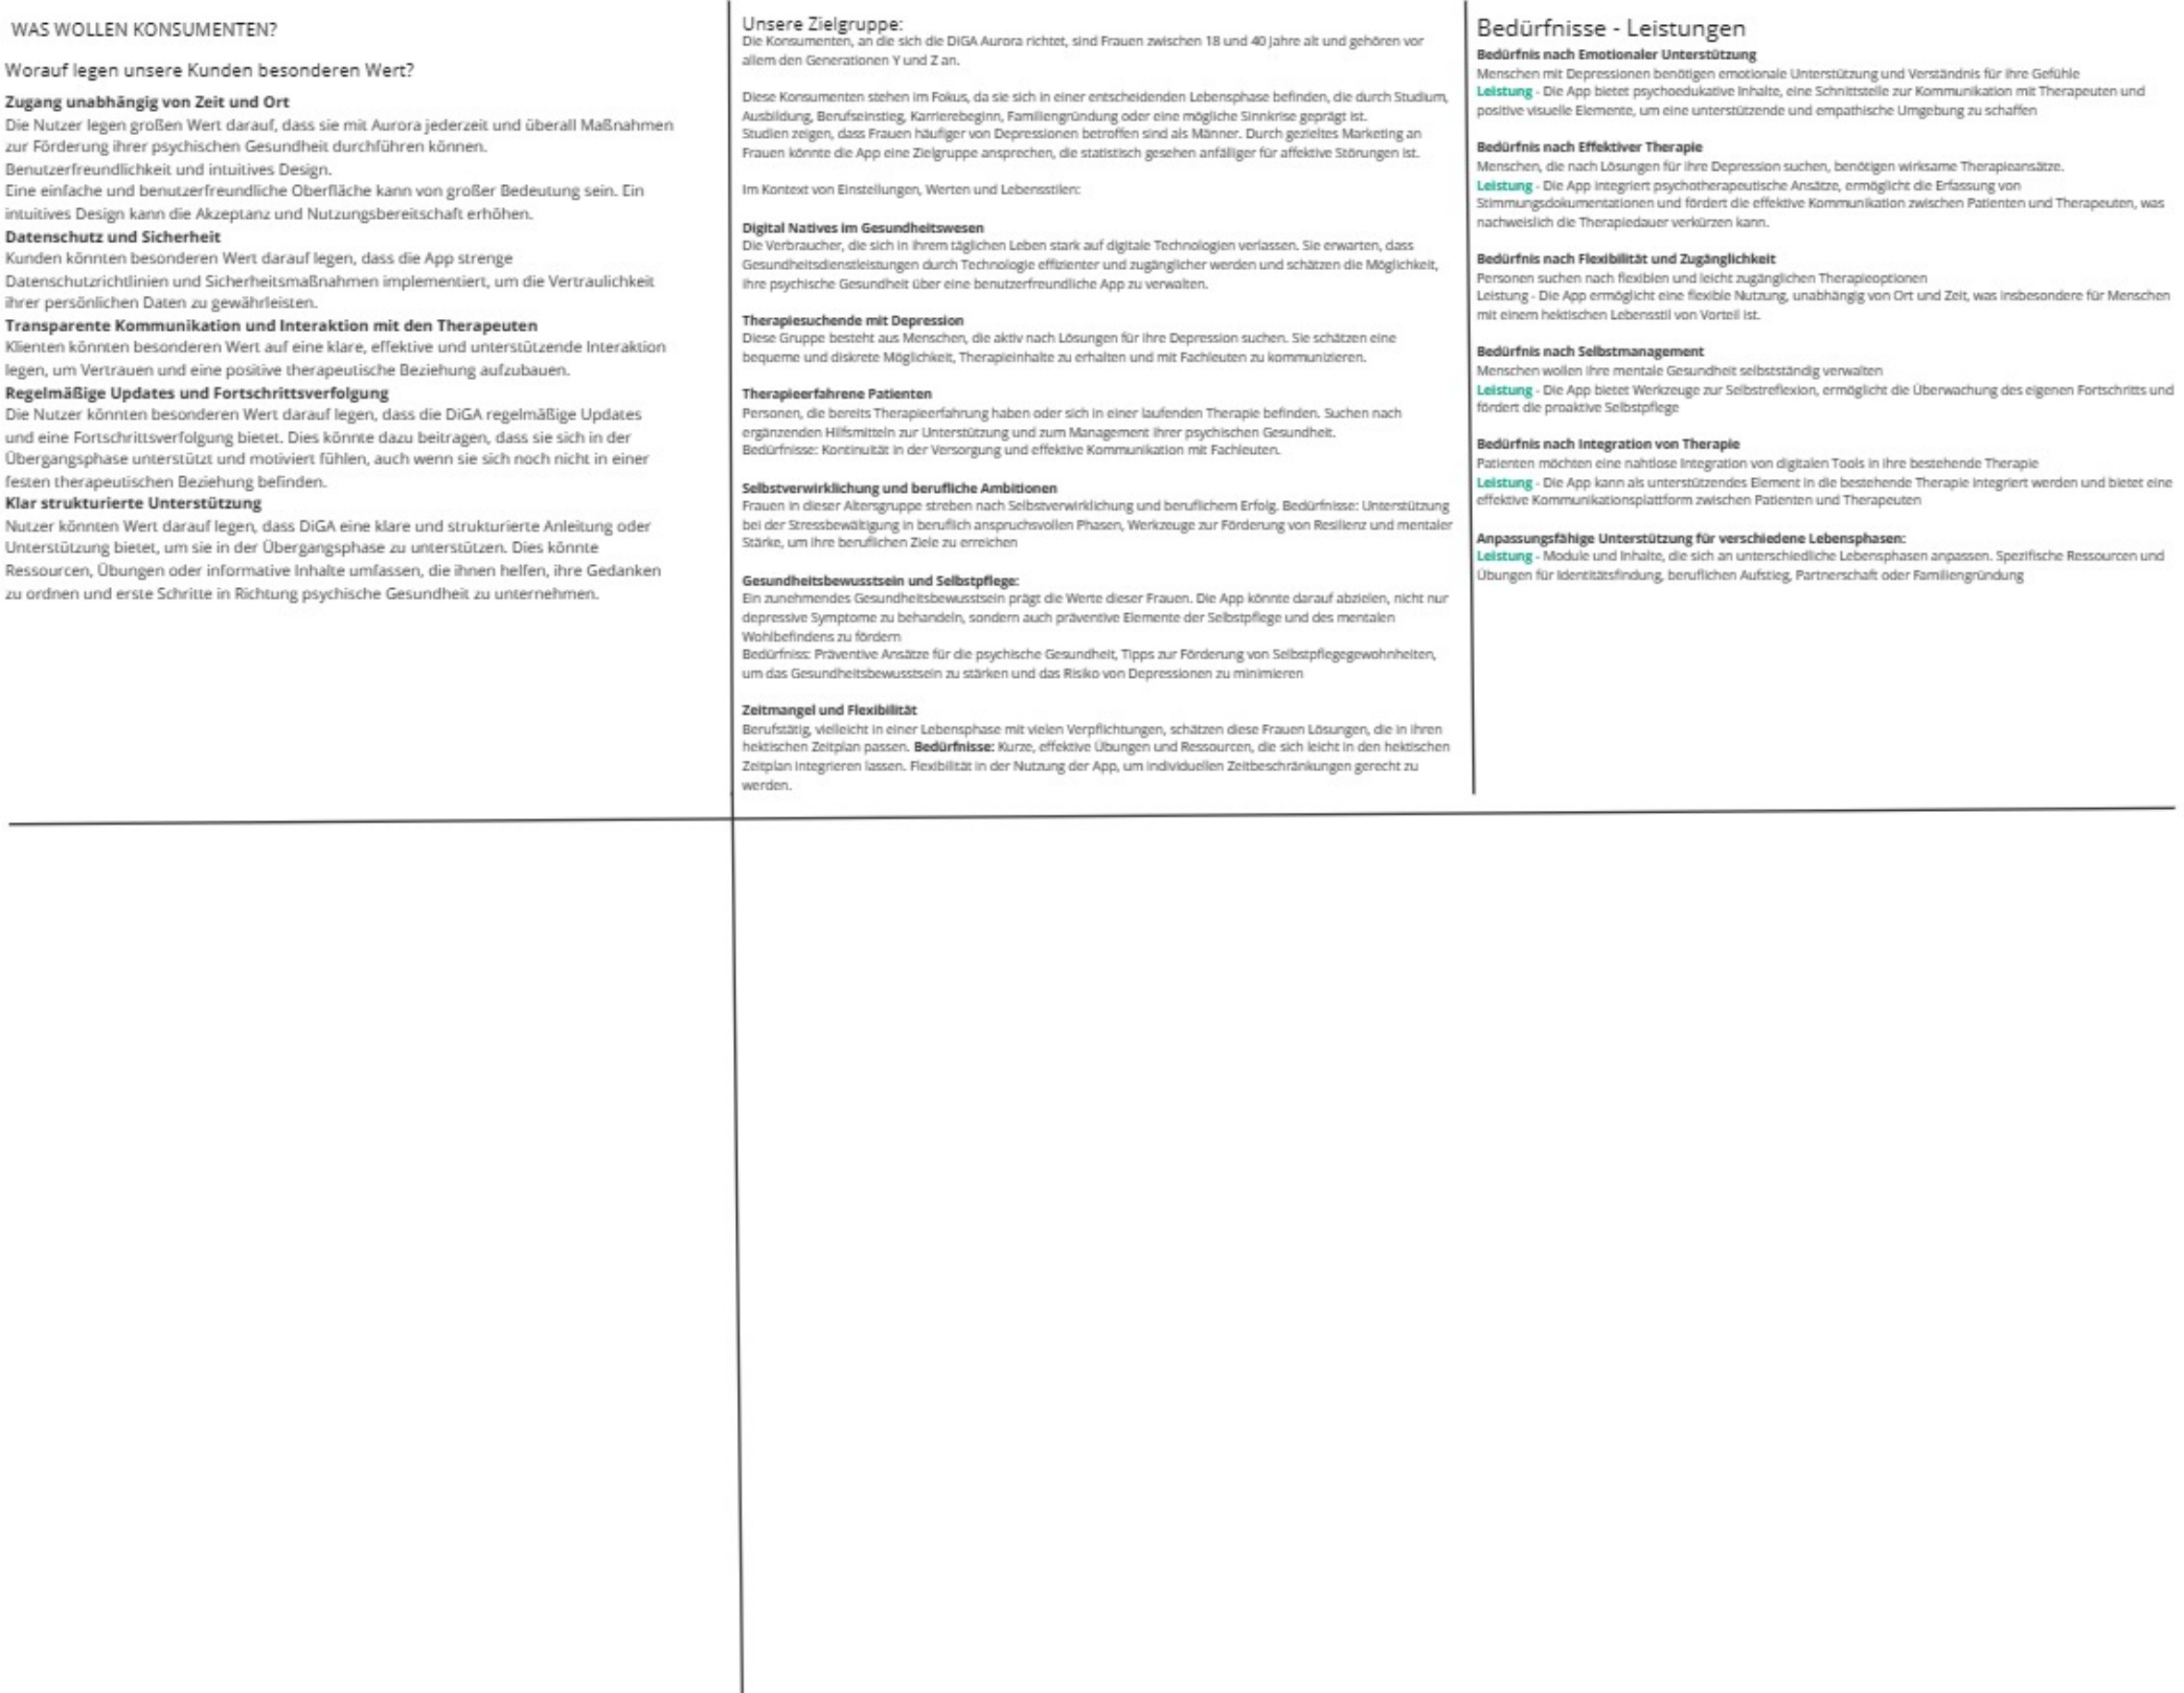 WAS WOLLEN KONSUMENTEN?
Worauf legen unsere Kunden besonderen Wert?
Zugang unabhängig von Zeit und Ort
Die Nutzer legen großen Wert darauf, dass sie mit Aurora jederzeit und überall Maßnahmen
zur Förderung ihrer psychischen Gesundheit durchführen können.
Benutzerfreundlichkeit und intuitives Design.
Eine einfache und benutzerfreundliche Oberfläche kann von großer Bedeutung sein. Ein
intuitives Design kann die Akzeptanz und Nutzungsbereitschaft erhöhen.
Datenschutz und Sicherheit
Kunden könnten besonderen Wert darauf legen, dass die App strenge
Datenschutzrichtlinien und Sicherheitsmaßnahmen implementiert, um die Vertraulichkeit
ihrer persönlichen Daten zu gewährleisten.
Transparente Kommunikation und Interaktion mit den Therapeuten
Klienten könnten besonderen Wert auf eine klare, effektive und unterstützende Interaktion
legen, um Vertrauen und eine positive therapeutische Beziehung aufzubauen.
Regelmäßige Updates und Fortschrittsverfolgung
Die Nutzer könnten besonderen Wert darauf legen, dass die DiGA regelmäßige Updates
und eine Fortschrittsverfolgung bietet. Dies könnte dazu beitragen, dass sie sich in der
Übergangsphase unterstützt und motiviert fühlen, auch wenn sie sich noch nicht in einer
festen therapeutischen Beziehung befinden.
Klar strukturierte Unterstützung
Nutzer könnten Wert darauf legen, dass DiGA eine klare und strukturierte Anleitung oder
Unterstützung bietet, um sie in der Übergangsphase zu unterstützen. Dies könnte
Ressourcen, Übungen oder informative Inhalte umfassen, die ihnen helfen, ihre Gedanken
zu ordnen und erste Schritte in Richtung psychische Gesundheit zu unternehmen.
Unsere Zielgruppe:
Die Konsumenten, an die sich die DiGA Aurora richtet, sind Frauen zwischen 18 und 40 Jahre alt und gehören vor
allem den Generationen Y und Z an.
Diese Konsumenten stehen im Fokus, da sie sich in einer entscheidenden Lebensphase befinden, die durch Studium,
Ausbildung, Berufseinstieg, Karrierebeginn, Familiengründung oder eine mögliche Sinnkrise geprägt ist.
Studien zeigen, dass Frauen häufiger von Depressionen betroffen sind als Männer. Durch gezieltes Marketing an
Frauen könnte die App eine Zielgruppe ansprechen, die statistisch gesehen anfälliger für affektive Störungen ist.
Im Kontext von Einstellungen, Werten und Lebensstilen:
Digital Natives im Gesundheitswesen
Die Verbraucher, die sich in ihrem täglichen Leben stark auf digitale Technologien verlassen. Sie erwarten, dass
Gesundheitsdienstleistungen durch Technologie effizienter und zugänglicher werden und schätzen die Möglichkeit,
ihre psychische Gesundheit über eine benutzerfreundliche App zu verwalten.
Therapiesuchende mit Depression
Diese Gruppe besteht aus Menschen, die aktiv nach Lösungen für ihre Depression suchen. Sie schätzen eine
bequeme und diskrete Möglichkeit, Therapieinhalte zu erhalten und mit Fachleuten zu kommunizieren.
Therapieerfahrene Patienten
Personen, die bereits Therapieerfahrung haben oder sich in einer laufenden Therapie befinden. Suchen nach
ergänzenden Hilfsmitteln zur Unterstützung und zum Management ihrer psychischen Gesundheit.
Bedürfnisse: Kontinuität in der Versorgung und effektive Kommunikation mit Fachleuten.
Selbstverwirklichung und berufliche Ambitionen
Frauen in dieser Altersgruppe streben nach Selbstverwirklichung und beruflichem Erfolg. Bedürfnisse: Unterstützung
bei der Stressbewältigung in beruflich anspruchsvollen Phasen, Werkzeuge zur Förderung von Resilienz und mentaler
Stärke, um ihre beruflichen Ziele zu erreichen
Gesundheitsbewusstsein und Selbstpflege:
Ein zunehmendes Gesundheitsbewusstsein prägt die Werte dieser Frauen. Die App könnte darauf abzielen, nicht nur
depressive Symptome zu behandeln, sondern auch präventive Elemente der Selbstpflege und des mentalen
Wohlbefindens zu fördern
Bedürfniss: Präventive Ansätze für die psychische Gesundheit, Tipps zur Förderung von Selbstpflegegewohnheiten,
um das Gesundheitsbewusstsein zu stärken und das Risiko von Depressionen zu minimieren
Zeitmangel und Flexibilität
Berufstätig, vielleicht in einer Lebensphase mit vielen Verpflichtungen, schätzen diese Frauen Lösungen, die in ihren
hektischen Zeitplan passen. Bedürfnisse: Kurze, effektive Übungen und Ressourcen, die sich leicht in den hektischen
Zeitplan integrieren lassen. Flexibilität in der Nutzung der App, um individuellen Zeitbeschränkungen gerecht zu
werden.
Bedürfnisse - Leistungen
Bedürfnis nach Emotionaler Unterstützung
Menschen mit Depressionen benötigen emotionale Unterstützung und Verständnis für ihre Gefühle
Leistung - Die App bietet psychoedukative Inhalte, eine Schnittstelle zur Kommunikation mit Therapeuten und
positive visuelle Elemente, um eine unterstützende und empathische Umgebung zu schaffen
Bedürfnis nach Effektiver Therapie
Menschen, die nach Lösungen für ihre Depression suchen, benötigen wirksame Therapieansätze.
Leistung - Die App integriert psychotherapeutische Ansätze, ermöglicht die Erfassung von
Stimmungsdokumentationen und fördert die effektive Kommunikation zwischen Patienten und Therapeuten, was
nachweislich die Therapiedauer verkürzen kann.
Bedürfnis nach Flexibilität und Zugänglichkeit
Personen suchen nach flexiblen und leicht zugänglichen Therapieoptionen
Leistung - Die App ermöglicht eine flexible Nutzung, unabhängig von Ort und Zeit, was insbesondere für Menschen
mit einem hektischen Lebensstil von Vorteil ist.
Bedürfnis nach Selbstmanagement
Menschen wollen ihre mentale Gesundheit selbstständig verwalten
Leistung - Die App bietet Werkzeuge zur Selbstreflexion, ermöglicht die Überwachung des eigenen Fortschritts und
fördert die proaktive Selbstpflege
Bedürfnis nach Integration von Therapie
Patienten möchten eine nahtlose Integration von digitalen Tools in ihre bestehende Therapie
Leistung - Die App kann als unterstützendes Element in die bestehende Therapie integriert werden und bietet eine
effektive Kommunikationsplattform zwischen Patienten und Therapeuten
Anpassungsfähige Unterstützung für verschiedene Lebensphasen:
Leistung - Module und Inhalte, die sich an unterschiedliche Lebensphasen anpassen. Spezifische Ressourcen und
Übungen für Identitätsfindung, beruflichen Aufstieg, Partnerschaft oder Familiengründung